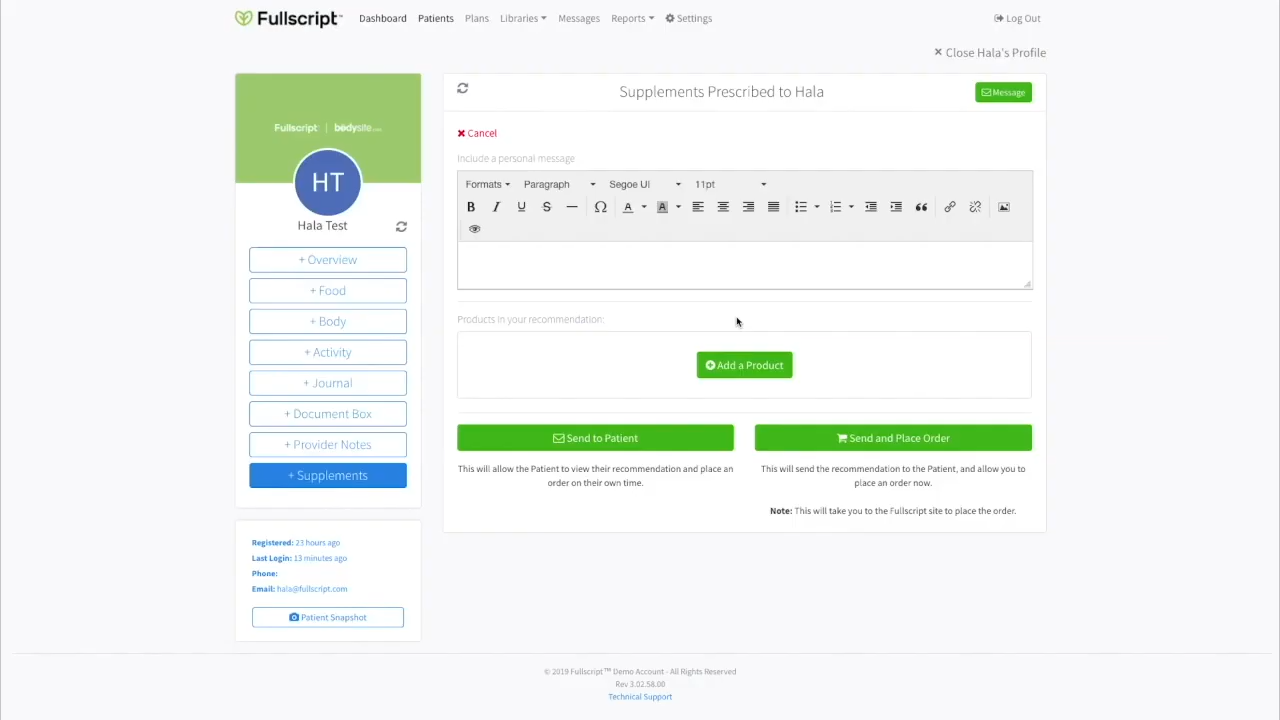 Fullscript™ Dashboard Patients Plans Libraries Messages Reports Settings Log Out
× Close Hala's Profile
Fullscript | bodysite.com
HT
Hala Test
+ Overview
+ Food
+ Body
+ Activity
+ Journal
+ Document Box
+ Provider Notes
+ Supplements
Registered: 23 hours ago
Last Login: 13 minutes ago
Phone:
Email: hala@fullscript.com
Patient Snapshot
Supplements Prescribed to Hala
Message
Cancel
Include a personal message
Formats Paragraph Segoe UI 11pt
B I U S — Ω A A
Products in your recommendation:
Add a Product
Send to Patient
This will allow the Patient to view their recommendation and place an
order on their own time.
Send and Place Order
This will send the recommendation to the Patient, and allow you to
place an order now.
Note: This will take you to the Fullscript site to place the order.
© 2019 Fullscript™ Demo Account - All Rights Reserved
Rev 3.02.58.00
Technical Support